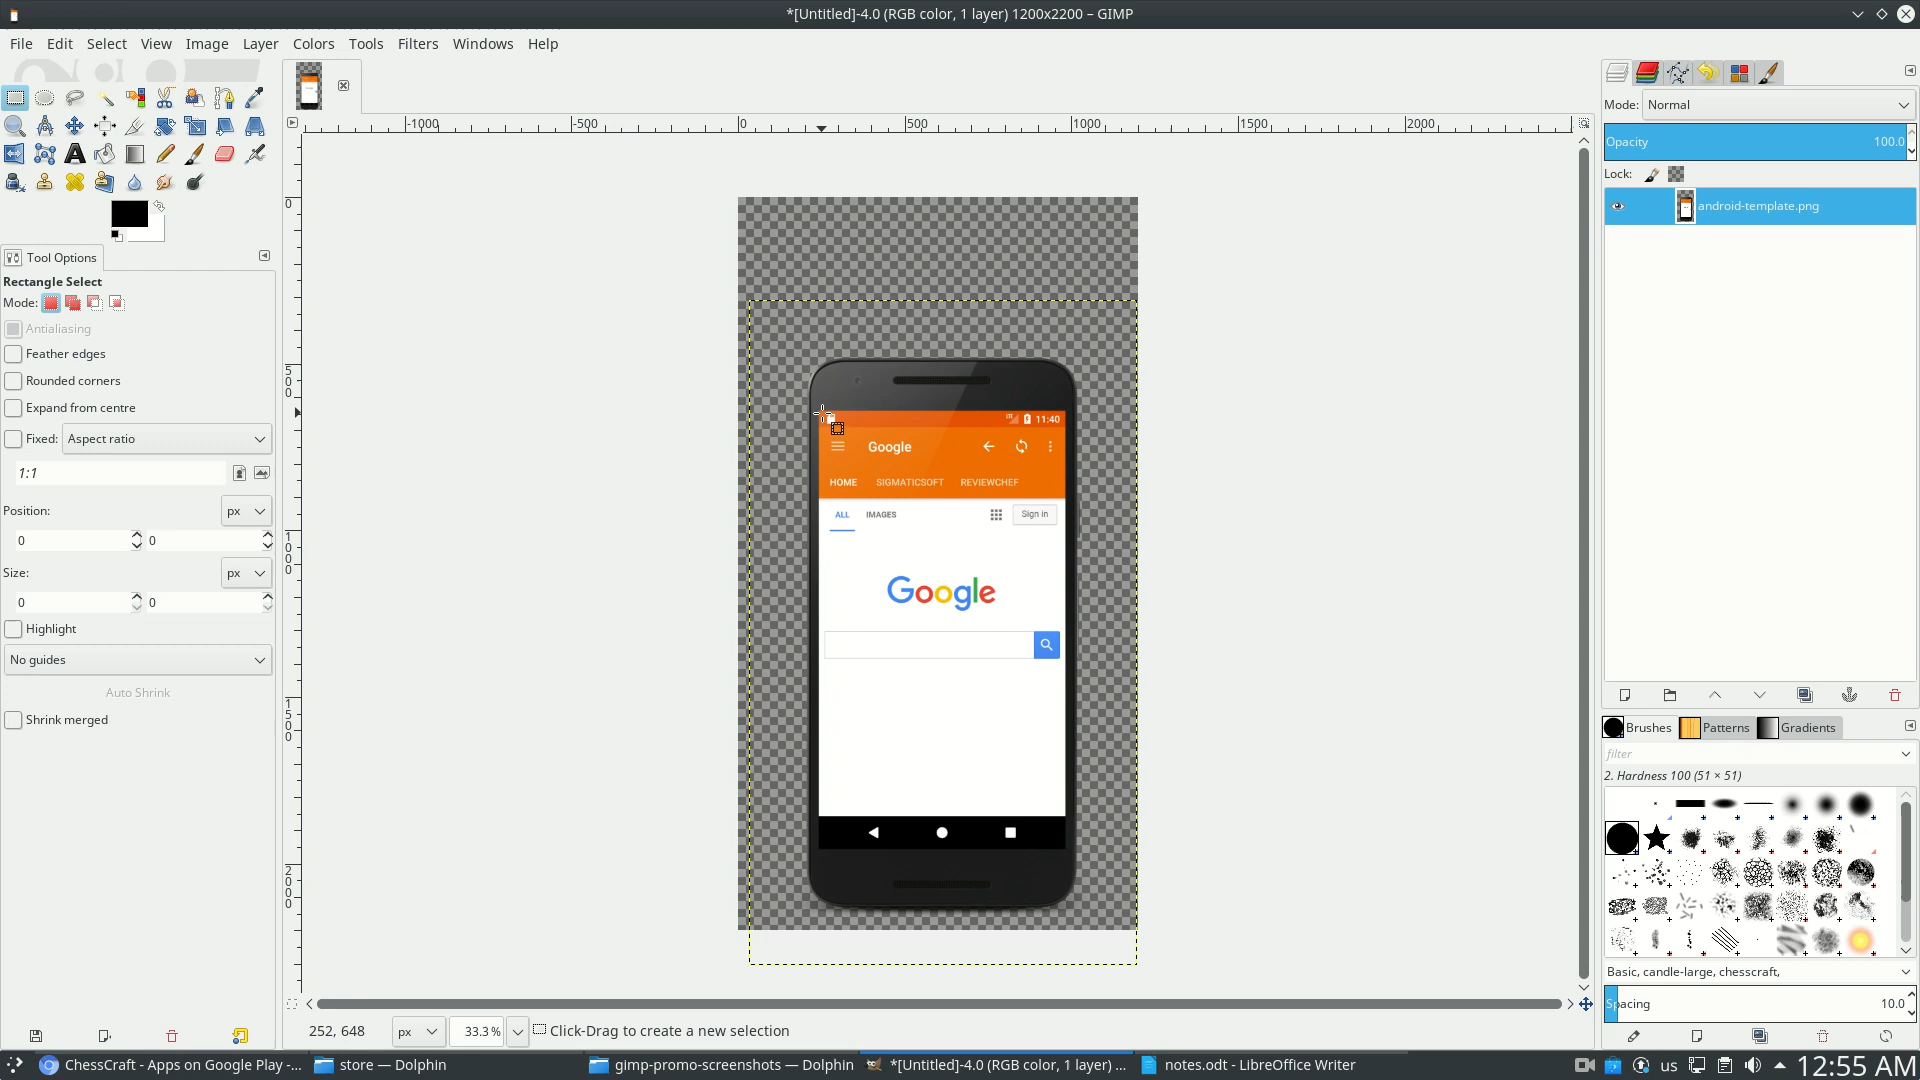 *[Untitled]-4.0 (RGB color, 1 layer) 1200x2200 – GIMP
File Edit Select View Image Layer Colors Tools Filters Windows Help
Tool Options
Rectangle Select
Mode:
Antialiasing
Feather edges
Rounded corners
Expand from centre
Fixed: Aspect ratio
1:1
Position: px
0 0
Size: px
0 0
Highlight
No guides
Auto Shrink
Shrink merged
-1000 -500 0 500 1000 1500 2000
0
500
1000
1500
2000
LTE 11:40
Google
HOME SIGMATICSOFT REVIEWCHEF
ALL IMAGES Sign in
Google
252, 648 px 33.3% Click-Drag to create a new selection
Mode: Normal
Opacity 100.0
Lock:
android-template.png
Brushes Patterns Gradients
filter
2. Hardness 100 (51 × 51)
Basic, candle-large, chesscraft,
Spacing 10.0
ChessCraft - Apps on Google Play -... store — Dolphin gimp-promo-screenshots — Dolphin *[Untitled]-4.0 (RGB color, 1 layer) ... notes.odt - LibreOffice Writer us 12:55 AM